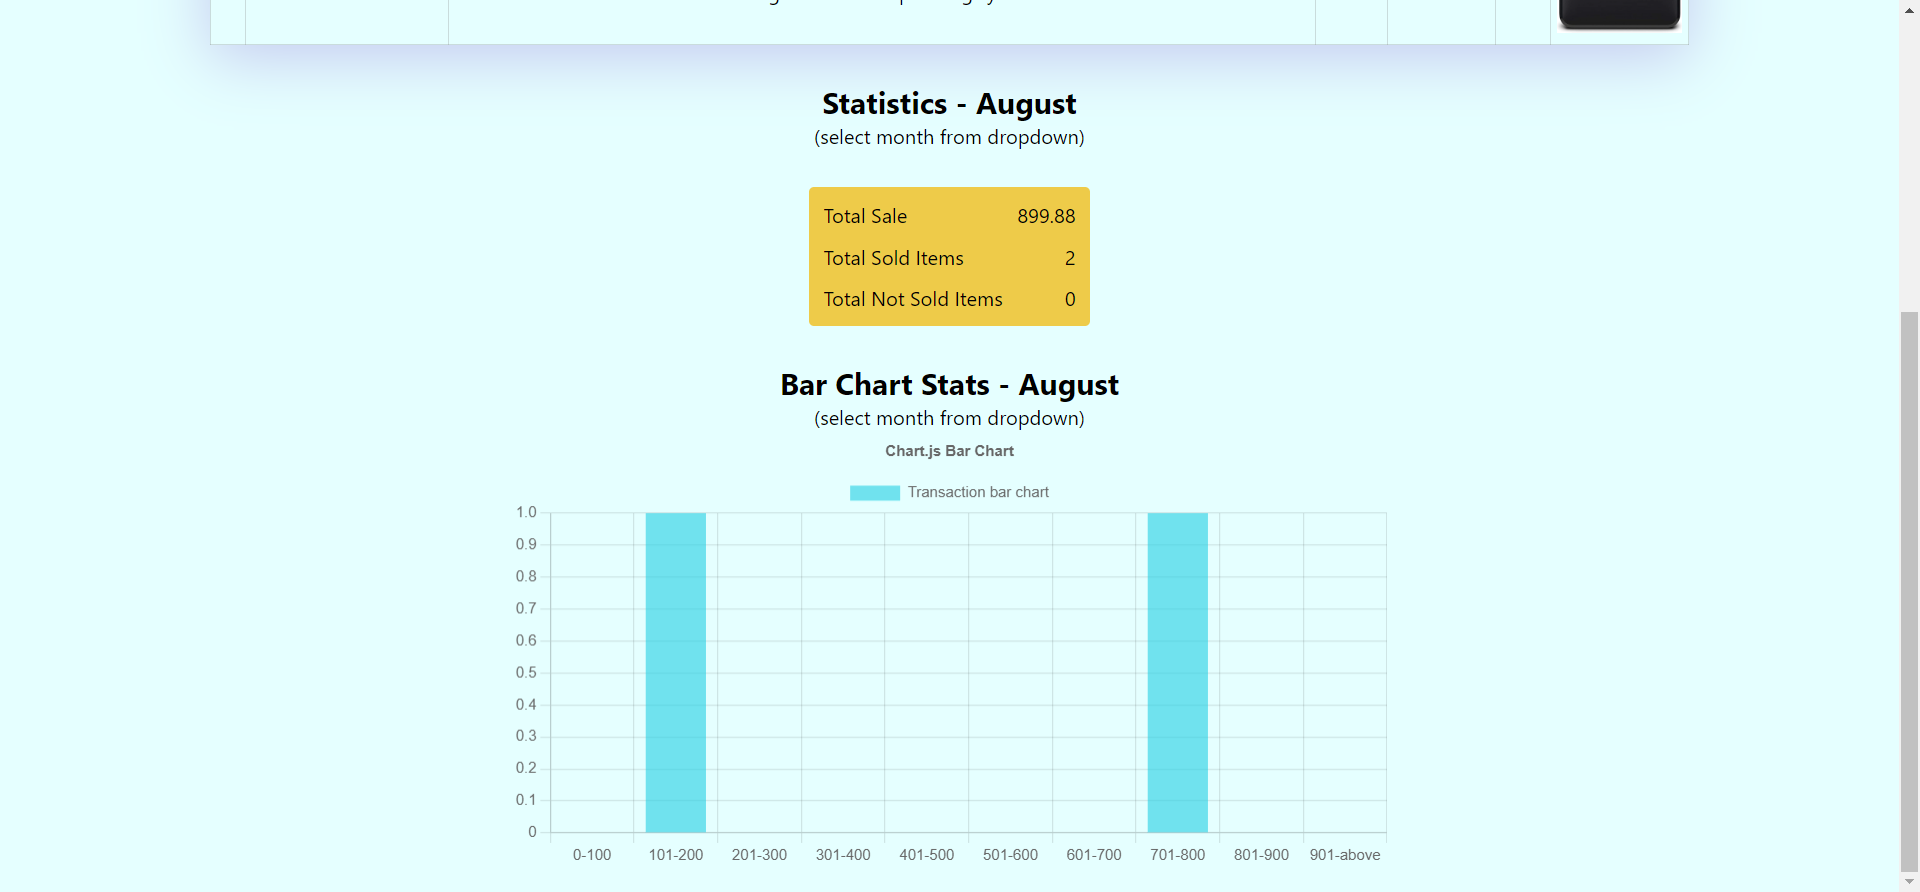 Statistics - August
(select month from dropdown)
Total Sale 899.88
Total Sold Items 2
Total Not Sold Items 0
Bar Chart Stats - August
(select month from dropdown)
Chart.js Bar Chart
Transaction bar chart
1.0
0.9
0.8
0.7
0.6
0.5
0.4
0.3
0.2
0.1
0
0-100 101-200 201-300 301-400 401-500 501-600 601-700 701-800 801-900 901-above